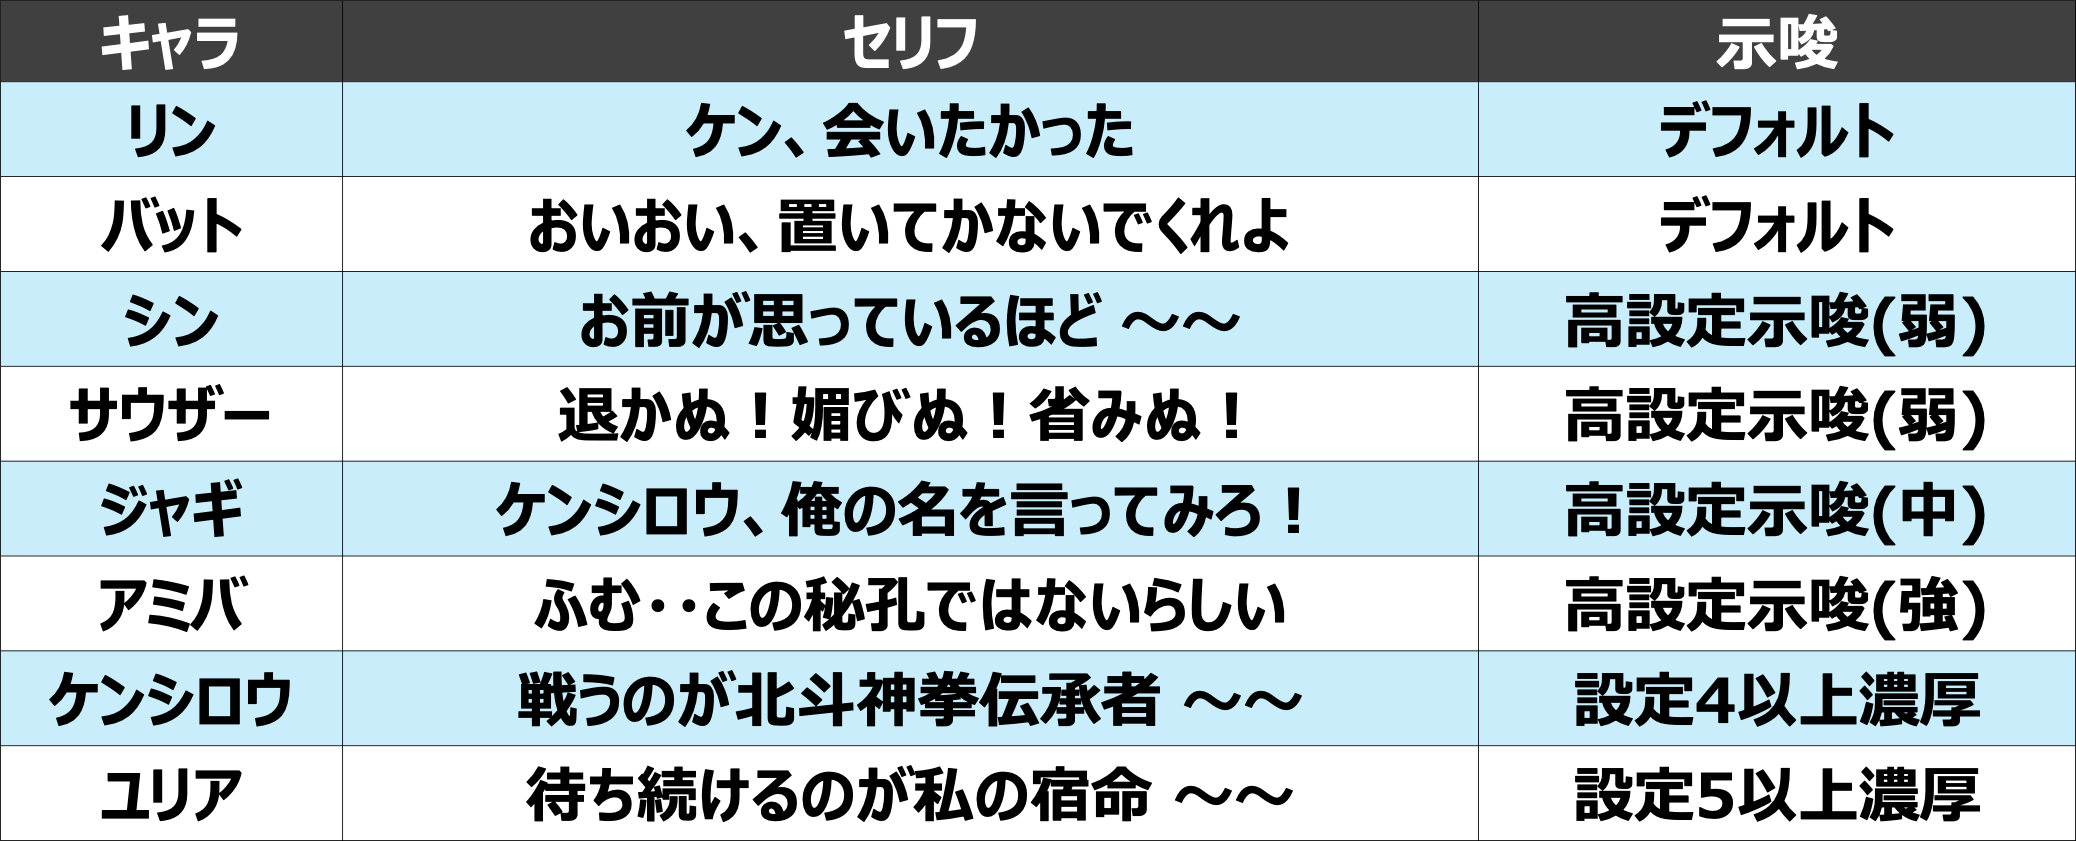 キャラ セリフ 示唆
リン ケン、会いたかった デフォルト
バット おいおい、置いてかないでくれよ デフォルト
シン お前が思っているほど ～～ 高設定示唆(弱)
サウザー 退かぬ！媚びぬ！省みぬ！ 高設定示唆(弱)
ジャギ ケンシロウ、俺の名を言ってみろ！ 高設定示唆(中)
アミバ ふむ・・この秘孔ではないらしい 高設定示唆(強)
ケンシロウ 戦うのが北斗神拳伝承者 ～～ 設定4以上濃厚
ユリア 待ち続けるのが私の宿命 ～～ 設定5以上濃厚